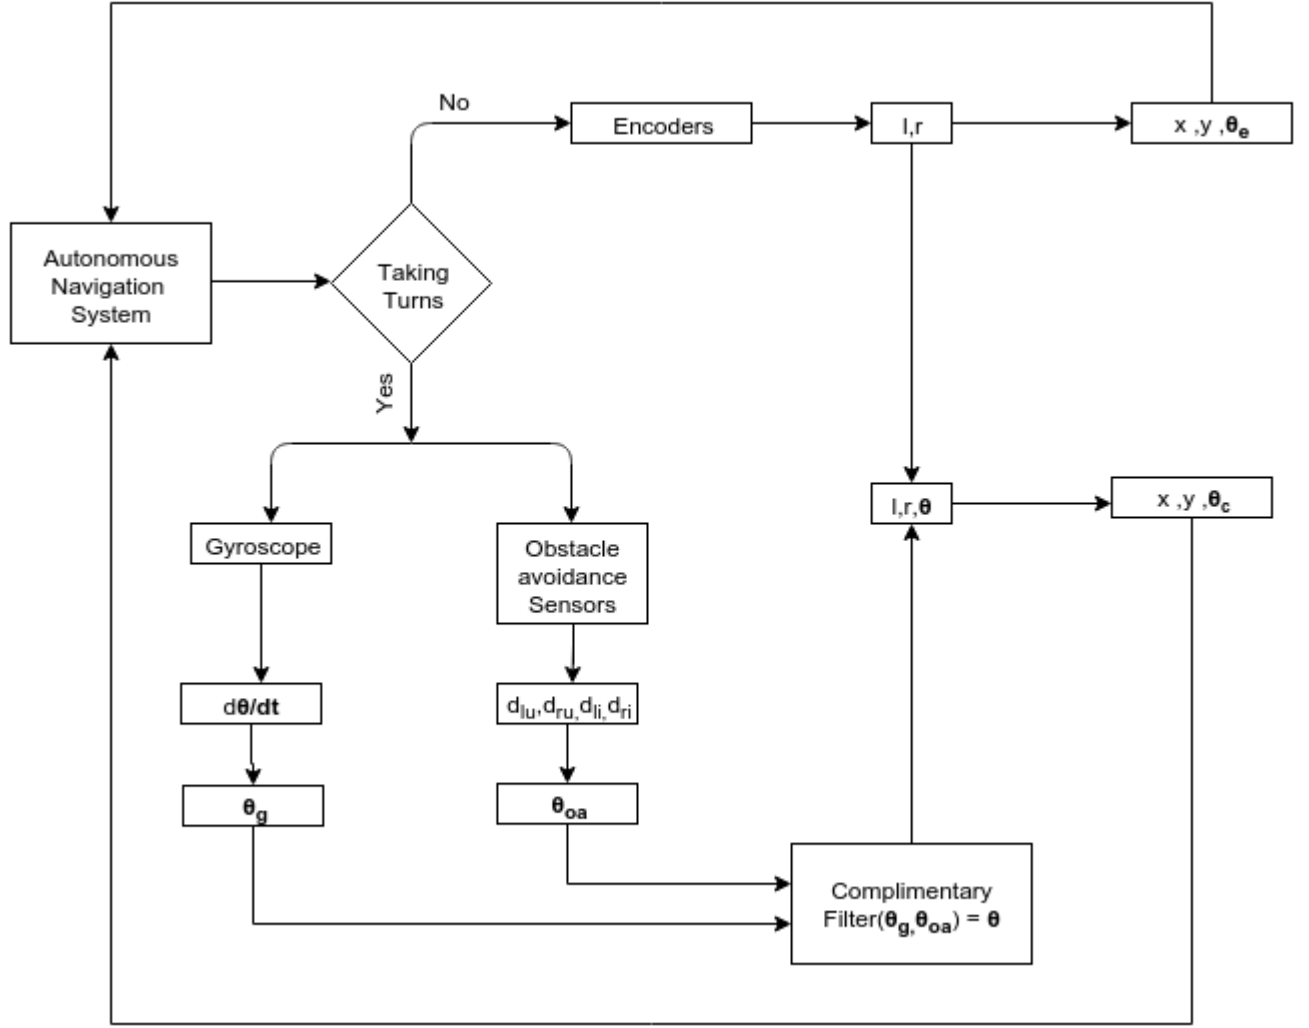 No
Encoders
l,r
x ,y ,θe
Autonomous
Navigation
System
Taking
Turns
Yes
l,r,θ
x ,y ,θc
Gyroscope
Obstacle
avoidance
Sensors
dθ/dt
dlu,dru,dli,dri
θg
θoa
Complimentary
Filter(θg,θoa) = θ